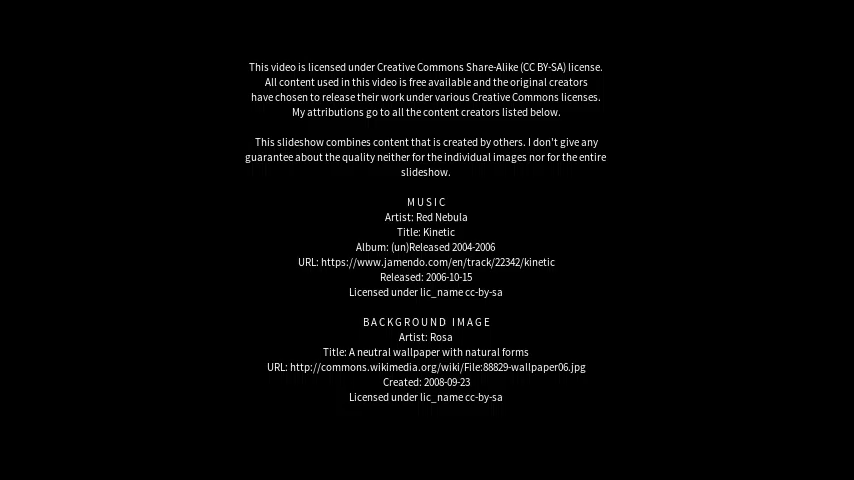 This video is licensed under Creative Commons Share-Alike (CC BY-SA) license.
All content used in this video is free available and the original creators
have chosen to release their work under various Creative Commons licenses.
My attributions go to all the content creators listed below.
This slideshow combines content that is created by others. I don't give any
guarantee about the quality neither for the individual images nor for the entire
slideshow.
M U S I C
Artist: Red Nebula
Title: Kinetic
Album: (un)Released 2004-2006
URL: https://www.jamendo.com/en/track/22342/kinetic
Released: 2006-10-15
Licensed under lic_name cc-by-sa
B A C K G R O U N D   I M A G E
Artist: Rosa
Title: A neutral wallpaper with natural forms
URL: http://commons.wikimedia.org/wiki/File:88829-wallpaper06.jpg
Created: 2008-09-23
Licensed under lic_name cc-by-sa